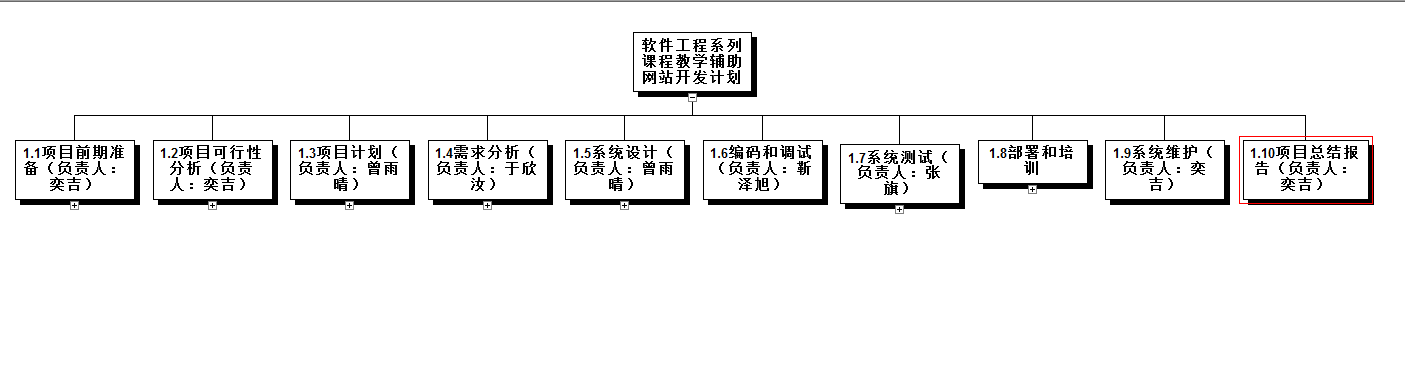 软件工程系列
课程教学辅助
网站开发计划
1.1项目前期准
备（负责人：
奕吉）
1.2项目可行性
分析（负责
人：奕吉）
1.3项目计划（
负责人：曾雨
晴）
1.4需求分析（
负责人：于欣
汝）
1.5系统设计（
负责人：曾雨
晴）
1.6编码和调试
（负责人：靳
泽旭）
1.7系统测试（
负责人：张
旗）
1.8部署和培
训
1.9系统维护（
负责人：奕
吉）
1.10项目总结报
告（负责人：
奕吉）